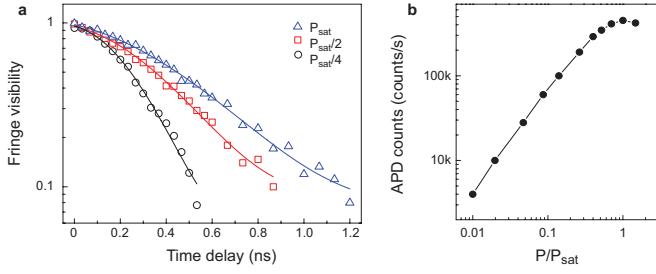 a
1
0.1
Fringe visibility
0.0
0.2
0.4
0.6
0.8
1.0
1.2
Time delay (ns)
P_sat
P_sat/2
P_sat/4
b
100k
10k
APD counts (counts/s)
0.01
0.1
1
P/P_sat